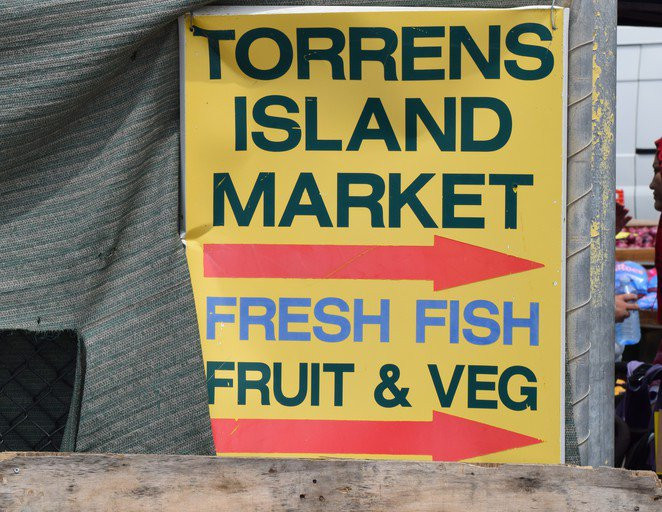 TORRENS
ISLAND
MARKET
FRESH FISH
FRUIT & VEG